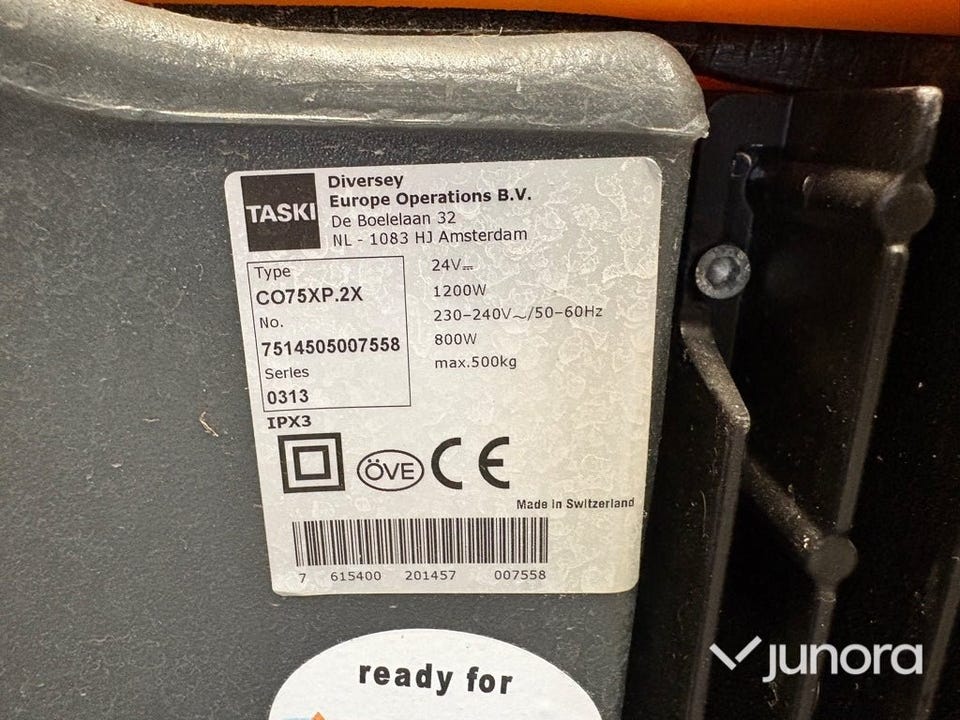 TASKI
Diversey
Europe Operations B.V.
De Boelelaan 32
NL - 1083 HJ Amsterdam
Type
CO75XP.2X
No.
7514505007558
Series
0313
24V⎓
1200W
230-240V~/50-60Hz
800W
max.500kg
IPX3
ÖVE
CE
Made in Switzerland
7 615400 201457 007558
ready for
junora